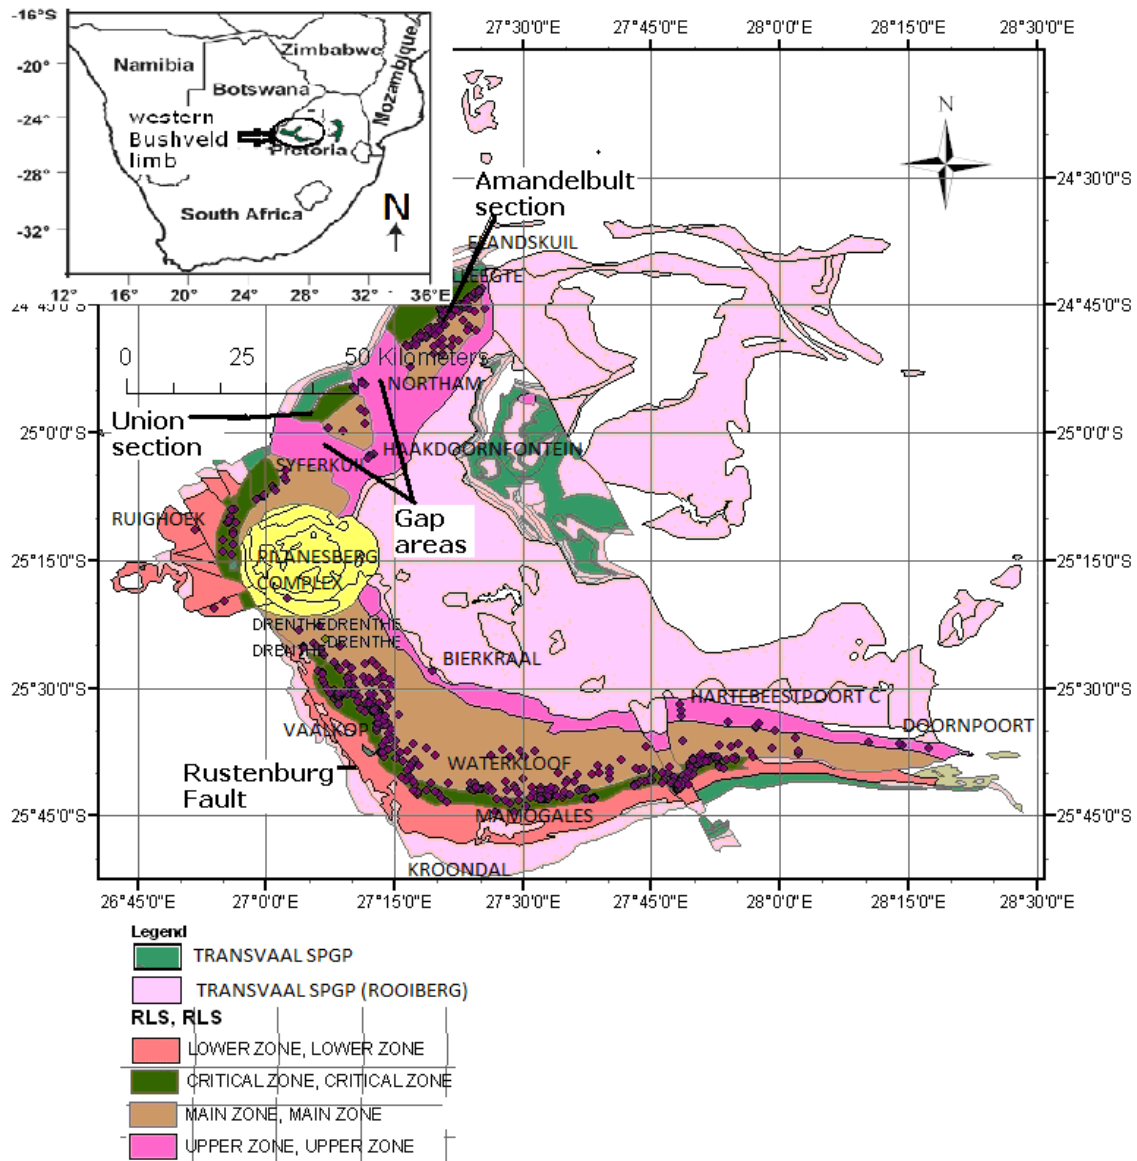 -16°S
-20°
-24°
-28°
-32°
12°
16°
20°
24°
28°
32°
36°E
Zimbabwe
Namibia
Botswana
Mozambique
western
Bushveld
limb
Pretoria
South Africa
N
27°30'0"E
27°45'0"E
28°0'0"E
28°15'0"E
28°30'0"E
N
Amandelbult
section
24°30'0"S
ELANDSKUIL
LEEGTE
24°45'0"S
0
25
50 Kilometers
NORTHAM
Union
section
25°0'0"S
25°0'0"S
HAAKDOORNFONTEIN
SYFERKUIL
RUIGHOEK
Gap
areas
25°15'0"S
25°15'0"S
PILANESBERG
COMPLEX
DRENTHE
DRENTHE
DRENTHE
DRENTHE
BIERKRAAL
25°30'0"S
25°30'0"S
HARTEBEESTPOORT C
VAALKOP
DOORNPOORT
WATERKLOOF
Rustenburg
Fault
25°45'0"S
25°45'0"S
MAMOGALES
KROONDAL
26°45'0"E
27°0'0"E
27°15'0"E
27°30'0"E
27°45'0"E
28°0'0"E
28°15'0"E
28°30'0"E
Legend
TRANSVAAL SPGP
TRANSVAAL SPGP (ROOIBERG)
RLS, RLS
LOWER ZONE, LOWER ZONE
CRITICAL ZONE, CRITICAL ZONE
MAIN ZONE, MAIN ZONE
UPPER ZONE, UPPER ZONE